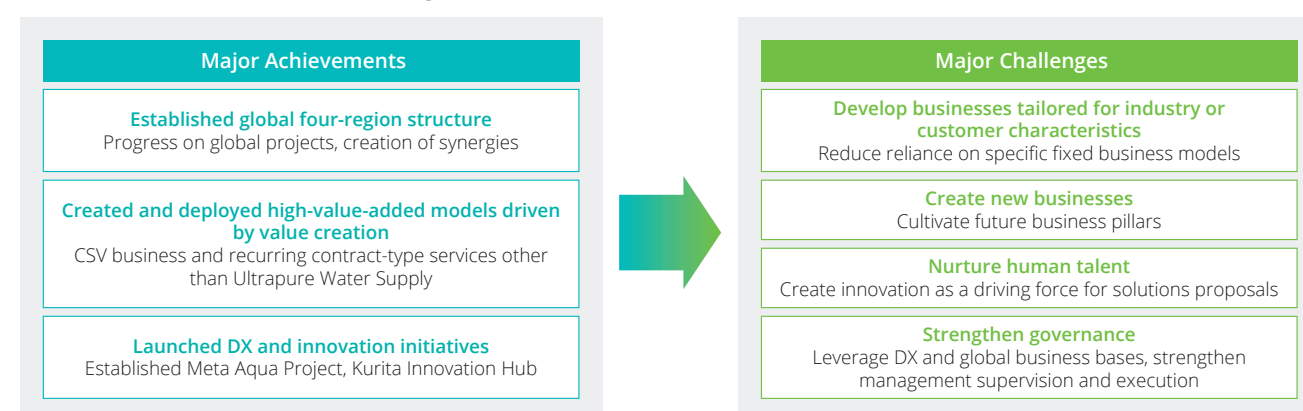 Major Achievements
Established global four-region structure
Progress on global projects, creation of synergies
Created and deployed high-value-added models driven
by value creation
CSV business and recurring contract-type services other
than Ultrapure Water Supply
Launched DX and innovation initiatives
Established Meta Aqua Project, Kurita Innovation Hub
Major Challenges
Develop businesses tailored for industry or
customer characteristics
Reduce reliance on specific fixed business models
Create new businesses
Cultivate future business pillars
Nurture human talent
Create innovation as a driving force for solutions proposals
Strengthen governance
Leverage DX and global business bases, strengthen
management supervision and execution